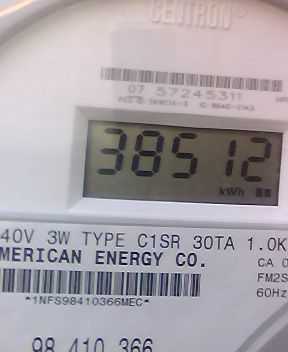 CENTRON®
07 57245311
38512
kWh
40V 3W TYPE C1SR 30TA 1.0K
MERICAN ENERGY CO.
CA 0
FM2S
60Hz
*1NFS98410366MEC*
98 410 366